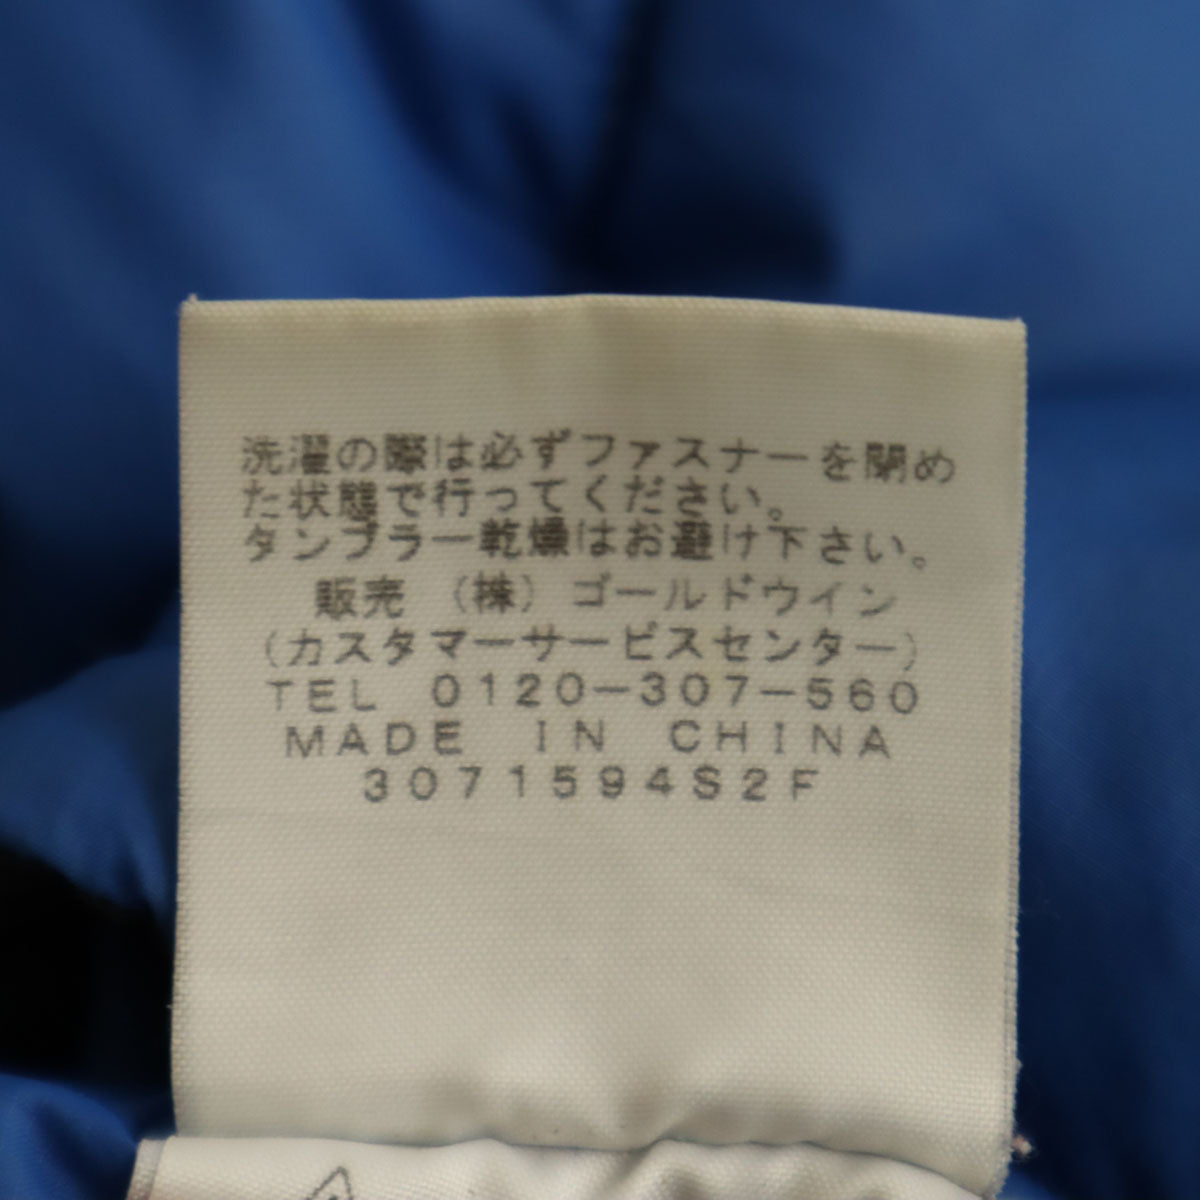 洗濯の際は必ずファスナーを閉め
た状態で行ってください。
タンブラー乾燥はお避け下さい。
販売 （株）ゴールドウイン
（カスタマーサービスセンター）
TEL 0120-307-560
MADE IN CHINA
3071594S2F